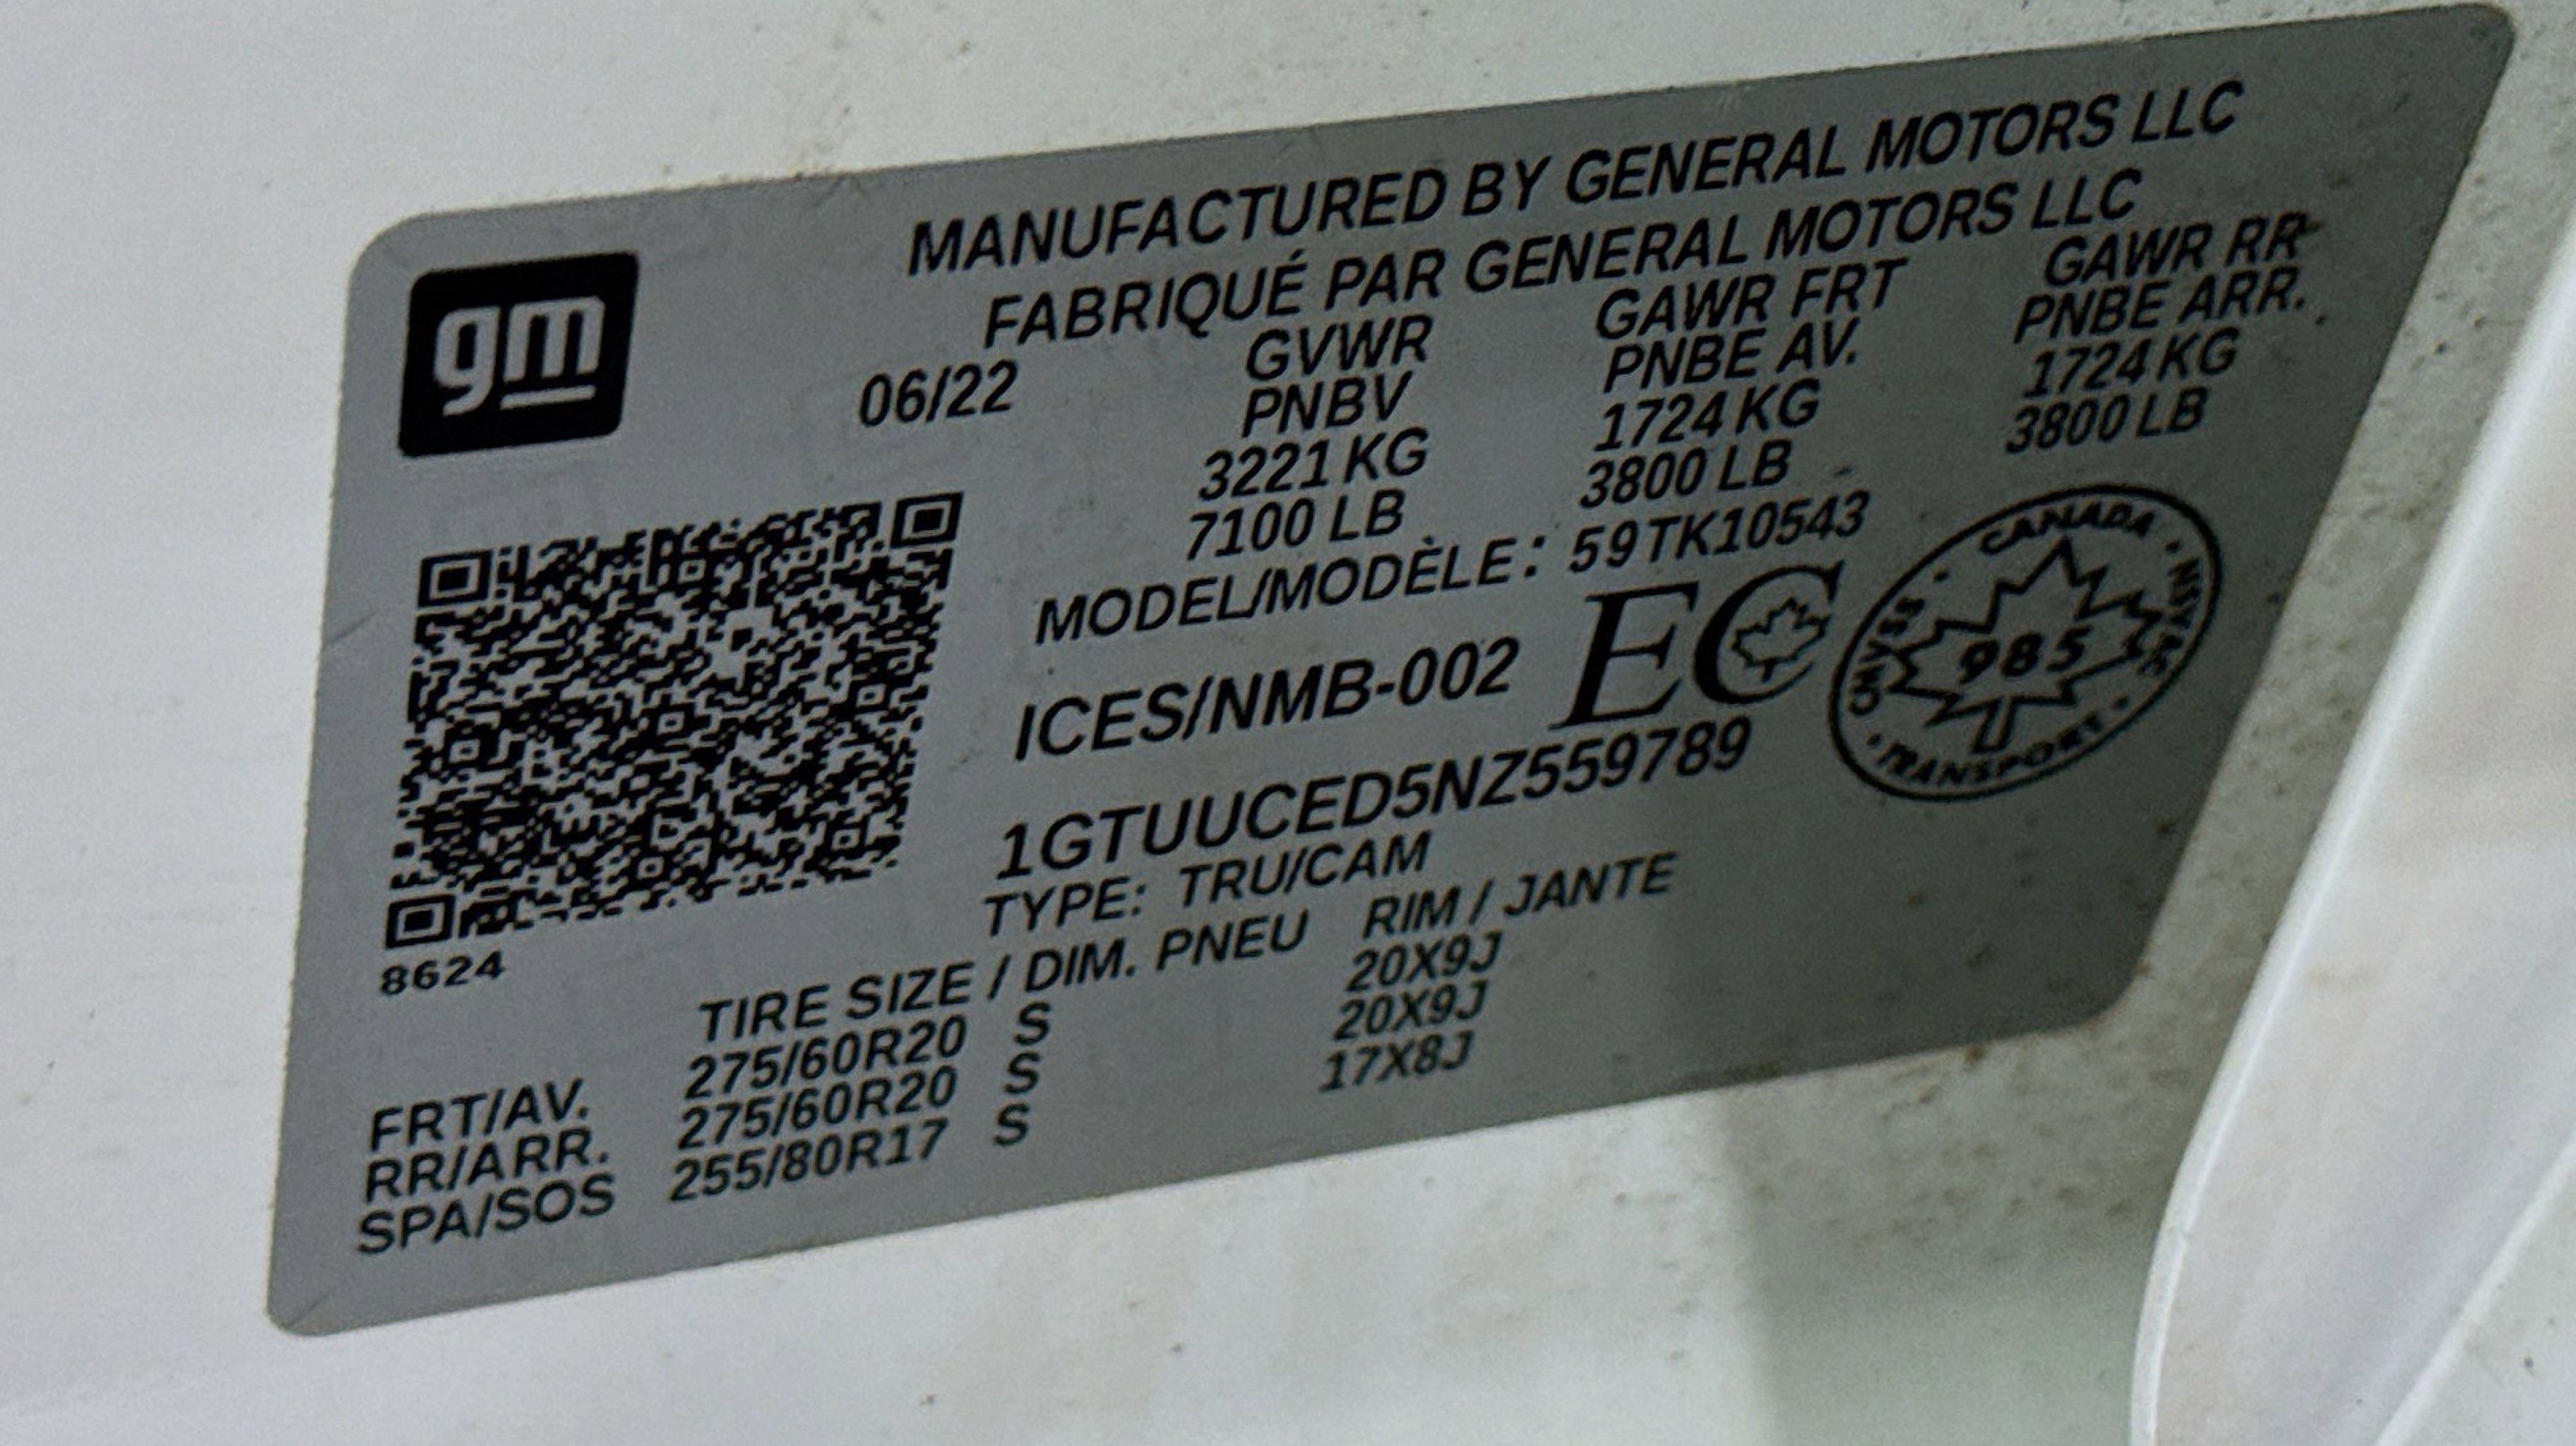 gm
MANUFACTURED BY GENERAL MOTORS LLC
FABRIQUÉ PAR GENERAL MOTORS LLC
06/22 GVWR GAWR FRT GAWR RR
PNBV PNBE AV. PNBE ARR.
3221 KG 1724 KG 1724 KG
7100 LB 3800 LB 3800 LB
MODEL/MODÈLE: 59TK10543
ICES/NMB-002 EC
CANADA • NSVAC • TRANSPORT • CMVSS •
985
1GTUUCED5NZ559789
TYPE: TRU/CAM
8624
TIRE SIZE / DIM. PNEU RIM / JANTE
FRT/AV. 275/60R20 S 20X9J
RR/ARR. 275/60R20 S 20X9J
SPA/SOS 255/80R17 S 17X8J